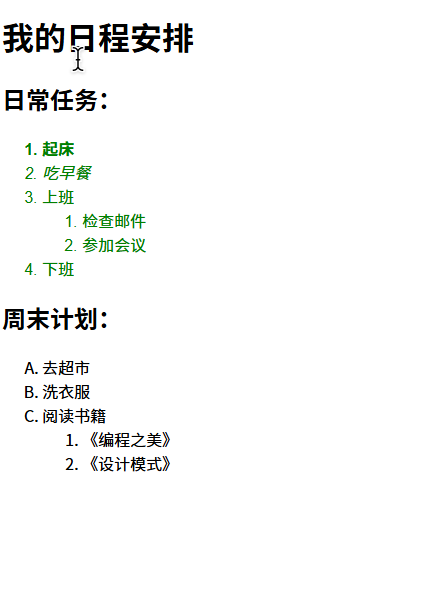 我的日程安排
日常任务：
1. 起床
2. 吃早餐
3. 上班
1. 检查邮件
2. 参加会议
4. 下班
周末计划：
A. 去超市
B. 洗衣服
C. 阅读书籍
1. 《编程之美》
2. 《设计模式》